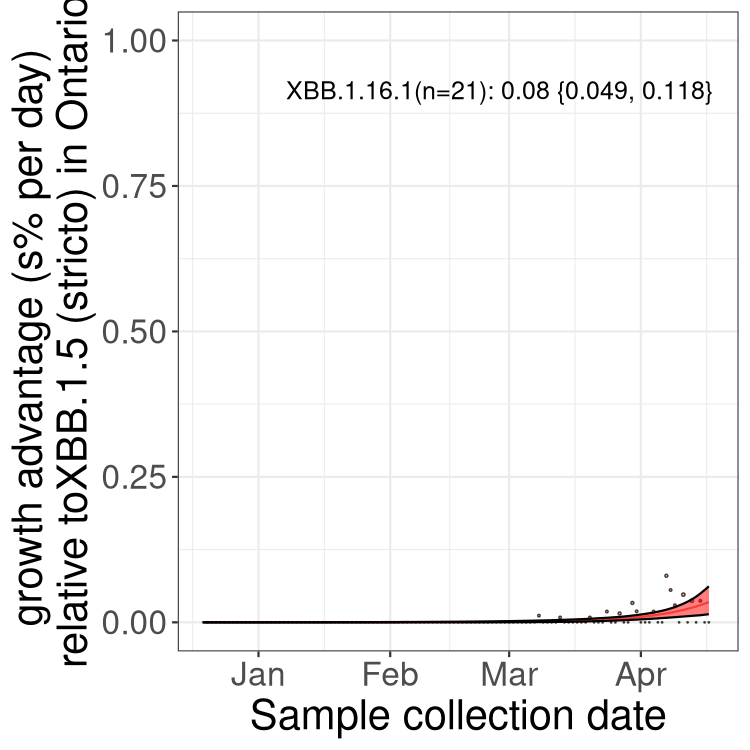 growth advantage (s% per day)
relative toXBB.1.5 (stricto) in Ontario
1.00
0.75
0.50
0.25
0.00
XBB.1.16.1(n=21): 0.08 {0.049, 0.118}
Jan Feb Mar Apr
Sample collection date